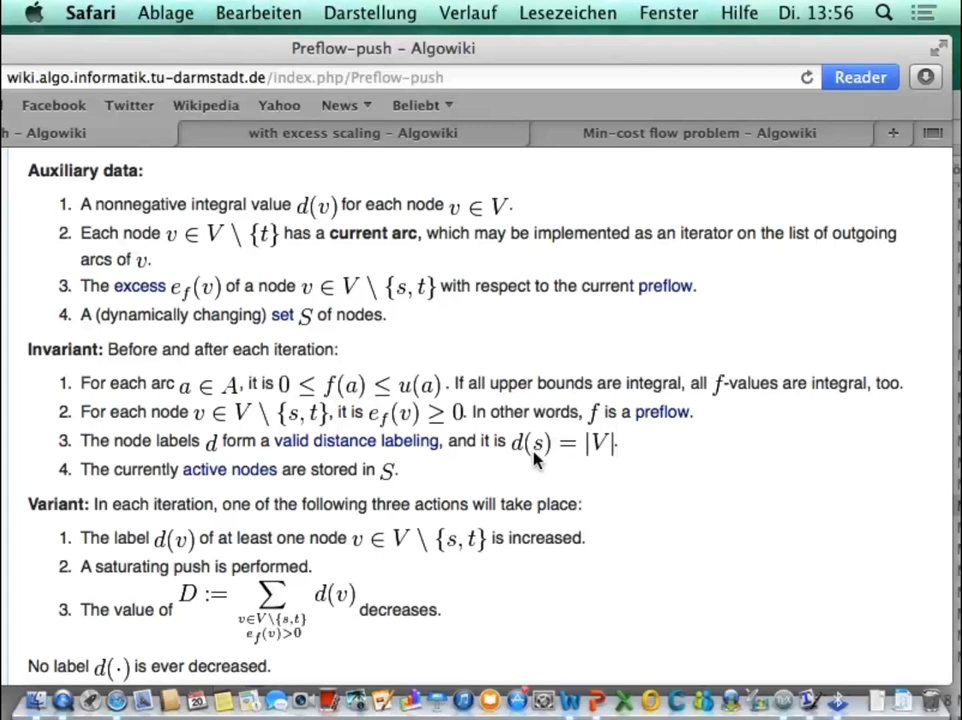 Safari Ablage Bearbeiten Darstellung Verlauf Lesezeichen Fenster Hilfe Di. 13:56
Preflow-push – Algowiki
wiki.algo.informatik.tu-darmstadt.de/index.php/Preflow-push Reader
Facebook Twitter Wikipedia Yahoo News ▾ Beliebt ▾
h – Algowiki with excess scaling – Algowiki Min-cost flow problem – Algowiki +
Auxiliary data:
1. A nonnegative integral value d(v) for each node v ∈ V.
2. Each node v ∈ V \ {t} has a current arc, which may be implemented as an iterator on the list of outgoing
arcs of v.
3. The excess e_f(v) of a node v ∈ V \ {s, t} with respect to the current preflow.
4. A (dynamically changing) set S of nodes.
Invariant: Before and after each iteration:
1. For each arc a ∈ A, it is 0 ≤ f(a) ≤ u(a). If all upper bounds are integral, all f-values are integral, too.
2. For each node v ∈ V \ {s, t}, it is e_f(v) ≥ 0. In other words, f is a preflow.
3. The node labels d form a valid distance labeling, and it is d(s) = |V|.
4. The currently active nodes are stored in S.
Variant: In each iteration, one of the following three actions will take place:
1. The label d(v) of at least one node v ∈ V \ {s, t} is increased.
2. A saturating push is performed.
3. The value of D := ∑ d(v) decreases.
v∈V\{s,t}
e_f(v)>0
No label d(·) is ever decreased.